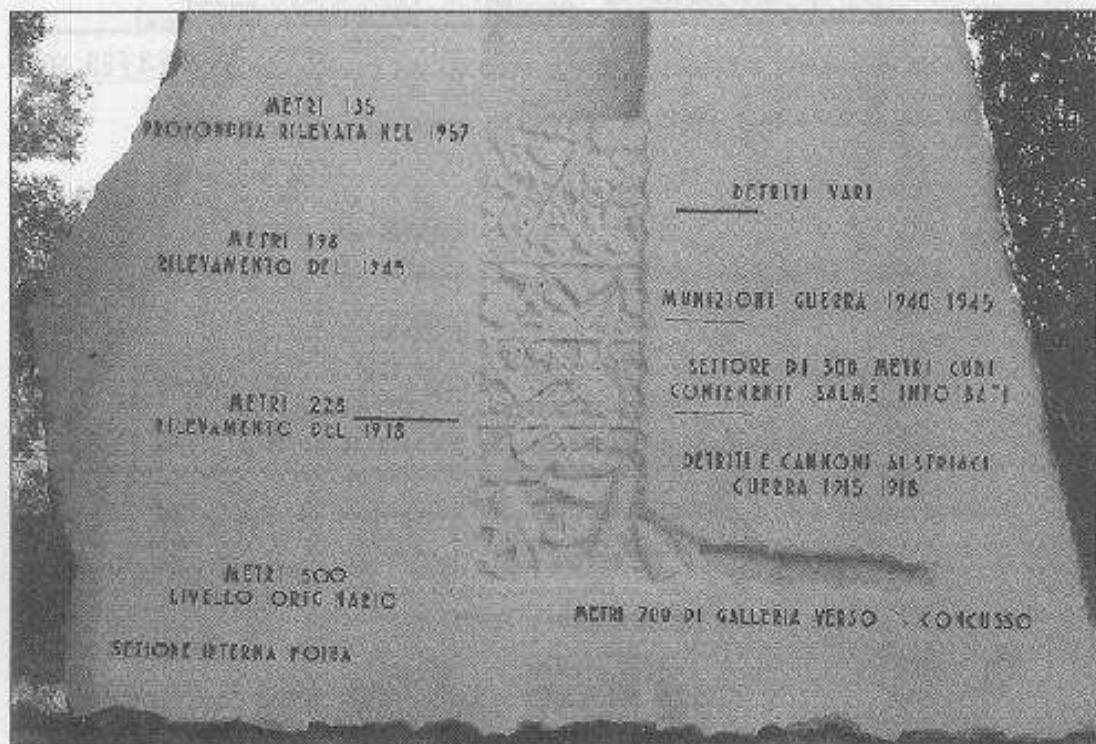 METRI 135
PROFONDITA RILEVATA NEL 1957
METRI 198
RILEVAMENTO DEL 1945
METRI 228
RILEVAMENTO DEL 1918
METRI 500
LIVELLO ORIGINARIO
SEZIONE INTERNA FOIBA
DETRITI VARI
MUNIZIONI GUERRA 1940 1945
SETTORE DI 300 METRI CUBI
CONTENENTI SALME INFOIBATI
DETRITI E CANNONI AUSTRIACI
GUERRA 1915 1918
METRI 700 DI GALLERIA VERSO